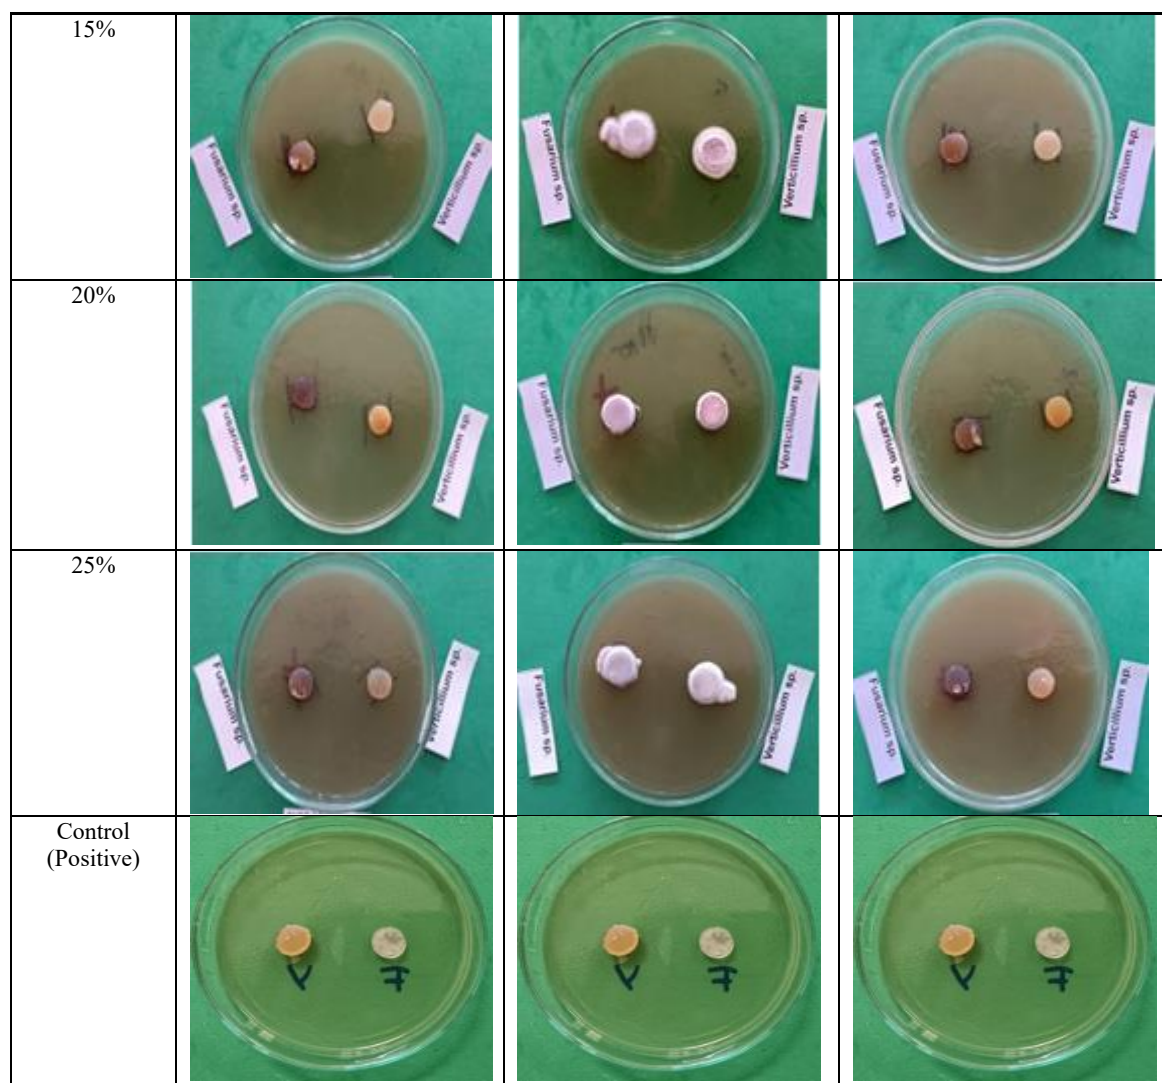 15%
Fusarium sp.
Verticillium sp.
Fusarium sp.
Verticillium sp.
Fusarium sp.
Verticillium sp.
20%
Fusarium sp.
Verticillium sp.
Fusarium sp.
Verticillium sp.
Fusarium sp.
Verticillium sp.
25%
Fusarium sp.
Verticillium sp.
Fusarium sp.
Verticillium sp.
Fusarium sp.
Verticillium sp.
Control
(Positive)
V
F
V
F
V
F